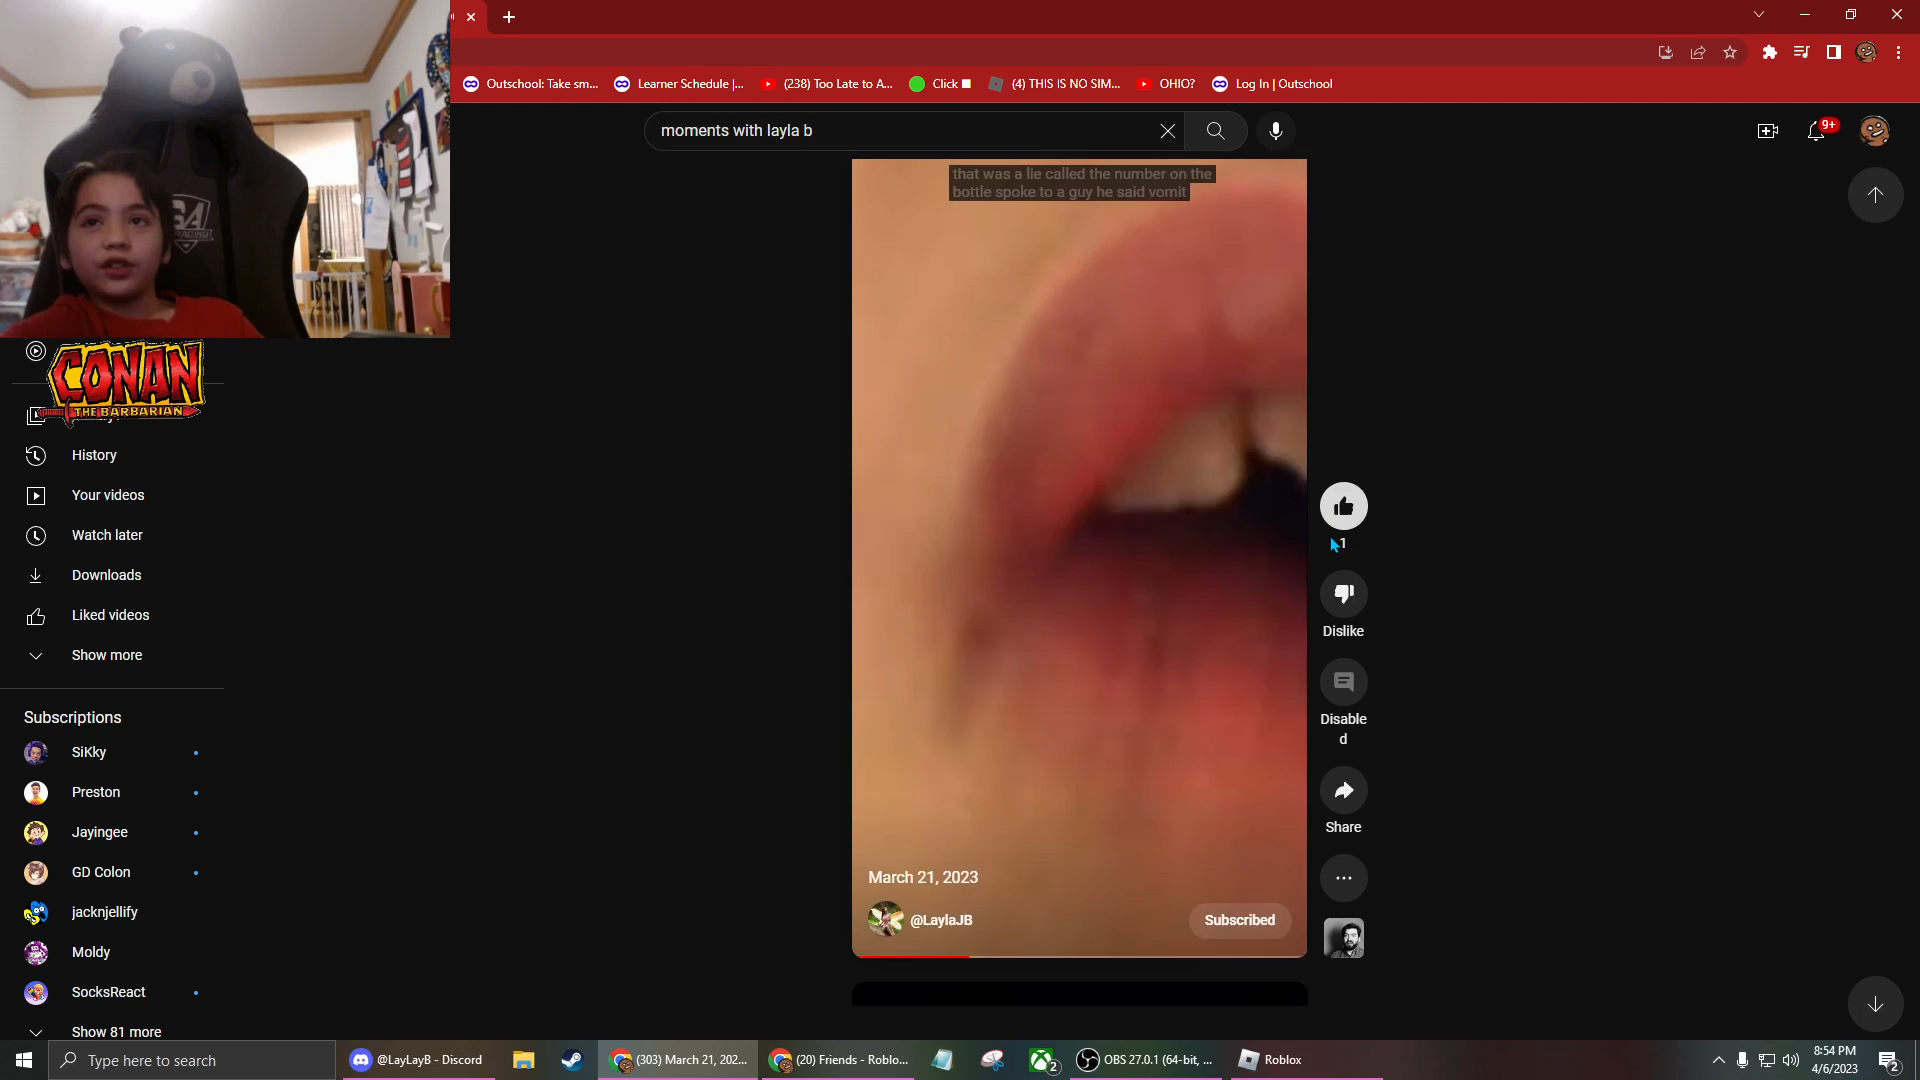 Outschool: Take sm...
Learner Schedule |...
(238) Too Late to A...
Click
(4) THIS IS NO SIM...
OHIO?
Log In | Outschool
moments with layla b
9+
that was a lie called the number on the
bottle spoke to a guy he said vomit
CONAN
THE BARBARIAN
History
Your videos
Watch later
Downloads
Liked videos
Show more
Subscriptions
SiKky
Preston
Jayingee
GD Colon
jacknjellify
Moldy
SocksReact
Show 81 more
1
Dislike
Disable
d
Share
March 21, 2023
@LaylaJB
Subscribed
Type here to search
@LayLayB - Discord
(303) March 21, 202...
(20) Friends - Roblo...
2
OBS 27.0.1 (64-bit, ...
Roblox
8:54 PM
4/6/2023
2